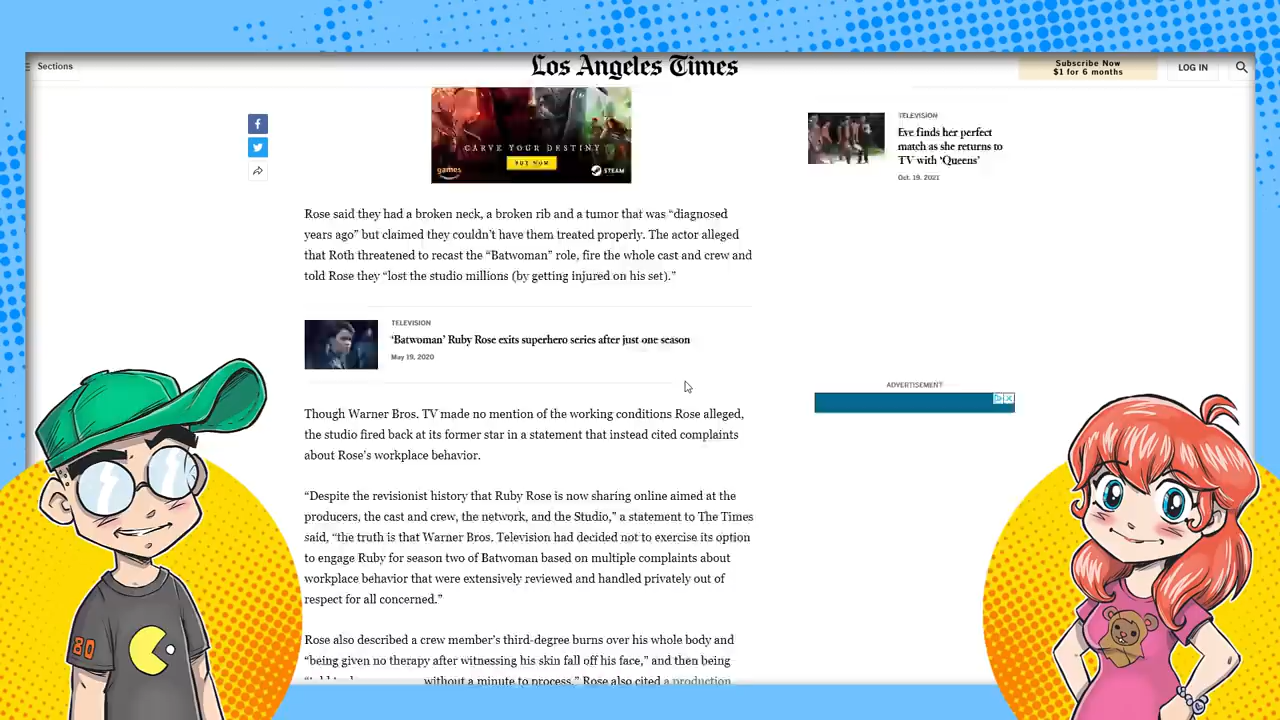 Sections
Los Angeles Times
Subscribe Now
$1 for 6 months
LOG IN
CARVE YOUR DESTINY
BUY NOW
games
STEAM
TELEVISION
Eve finds her perfect
match as she returns to
TV with ‘Queens’
Oct. 19, 2021
Rose said they had a broken neck, a broken rib and a tumor that was “diagnosed
years ago” but claimed they couldn’t have them treated properly. The actor alleged
that Roth threatened to recast the “Batwoman” role, fire the whole cast and crew and
told Rose they “lost the studio millions (by getting injured on his set).”
TELEVISION
‘Batwoman’ Ruby Rose exits superhero series after just one season
May 19, 2020
ADVERTISEMENT
Though Warner Bros. TV made no mention of the working conditions Rose alleged,
the studio fired back at its former star in a statement that instead cited complaints
about Rose’s workplace behavior.
“Despite the revisionist history that Ruby Rose is now sharing online aimed at the
producers, the cast and crew, the network, and the Studio,” a statement to The Times
said, “the truth is that Warner Bros. Television had decided not to exercise its option
to engage Ruby for season two of Batwoman based on multiple complaints about
workplace behavior that were extensively reviewed and handled privately out of
respect for all concerned.”
Rose also described a crew member’s third-degree burns over his whole body and
“being given no therapy after witnessing his skin fall off his face,” and then being
without a minute to process.” Rose also cited a production
80